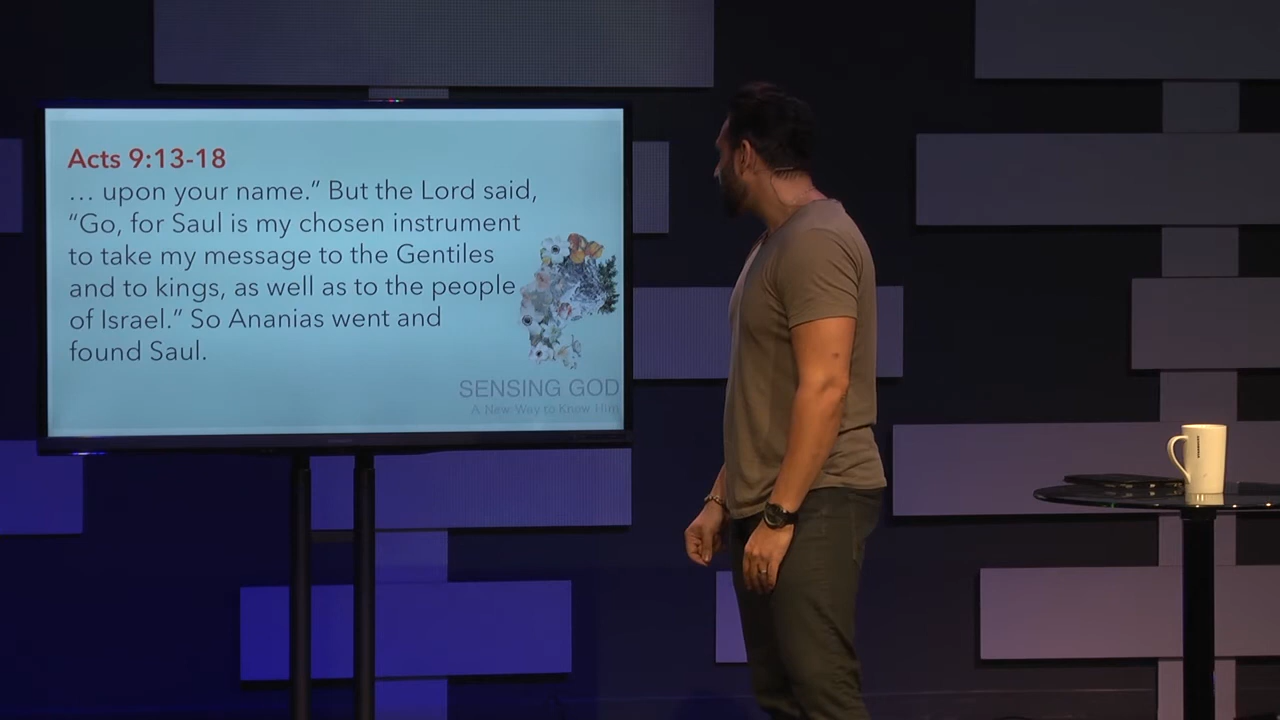 Acts 9:13-18
… upon your name.” But the Lord said,
“Go, for Saul is my chosen instrument
to take my message to the Gentiles
and to kings, as well as to the people
of Israel.” So Ananias went and
found Saul.
SENSING GOD
A New Way to Know Him